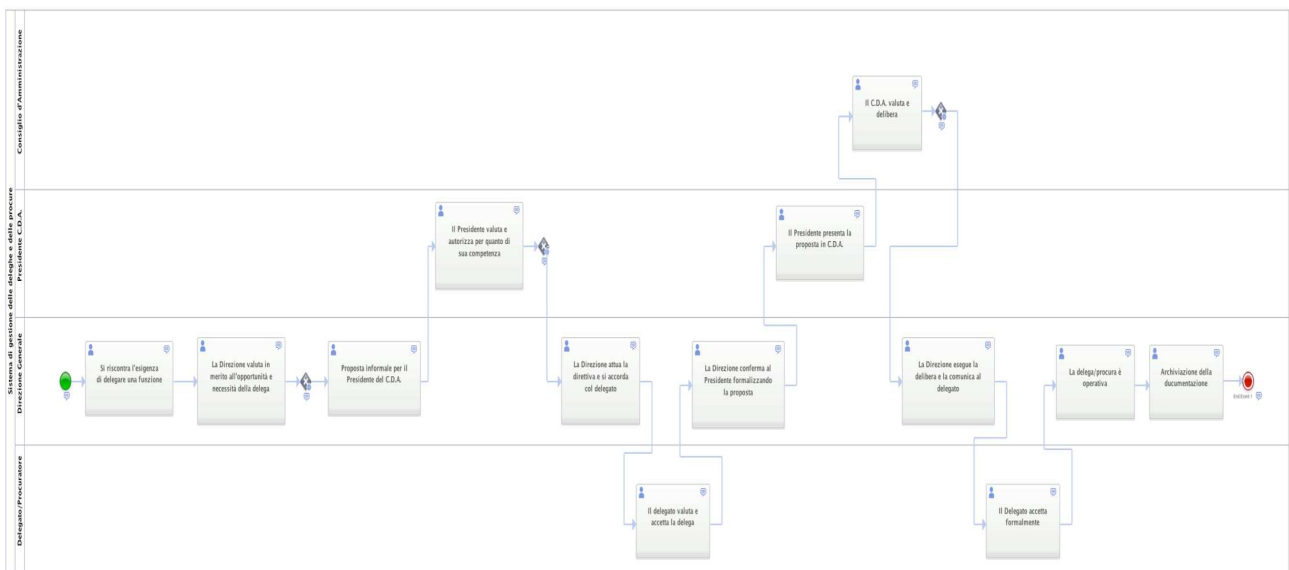 Sistema di gestione delle deleghe e delle procure
Consiglio d'Amministrazione
Presidente C.D.A.
Direzione Generale
Delegato/Procuratore
Si riscontra l'esigenza
di delegare una funzione
La Direzione valuta in
merito all'opportunità e
necessità della delega
Proposta informale per il
Presidente del C.D.A.
Il Presidente valuta e
autorizza per quanto di
sua competenza
La Direzione attua la
direttiva e si accorda
col delegato
Il delegato valuta e
accetta la delega
La Direzione conferma al
Presidente formalizzando
la proposta
Il Presidente presenta la
proposta in C.D.A.
Il C.D.A. valuta e
delibera
La Direzione esegue la
delibera e la comunica al
delegato
Il Delegato accetta
formalmente
La delega/procura è
operativa
Archiviazione della
ducumentazione